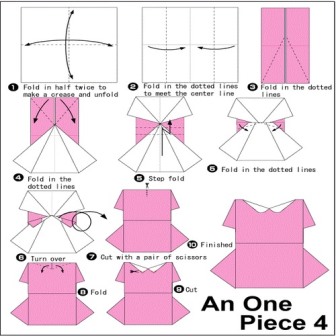 1 Fold in half twice to
make a crease and unfold
2 Fold in the dotted lines
to meet the center line
3 Fold in the dotted
lines
4 Fold in the
dotted lines
5 Step fold
5 Fold in the dotted lines
6 Turn over
7 Cut with a pair of scissors
8 Fold
9 Cut
10 Finished
An One
Piece 4